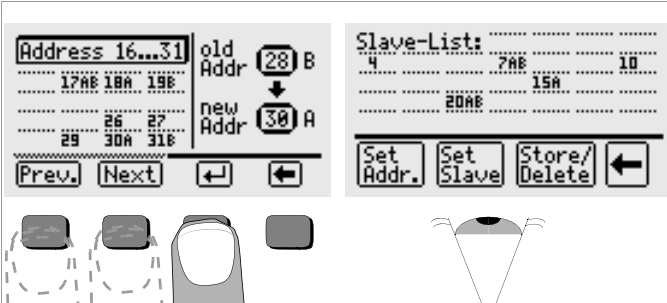 Address 16...31
17AB 18A 19B
26 27
29 30A 31B
old Addr 28 B
new Addr 30 A
Prev. Next
Slave-List:
4 7AB 10
15A
20AB
Set Addr.
Set Slave
Store/ Delete